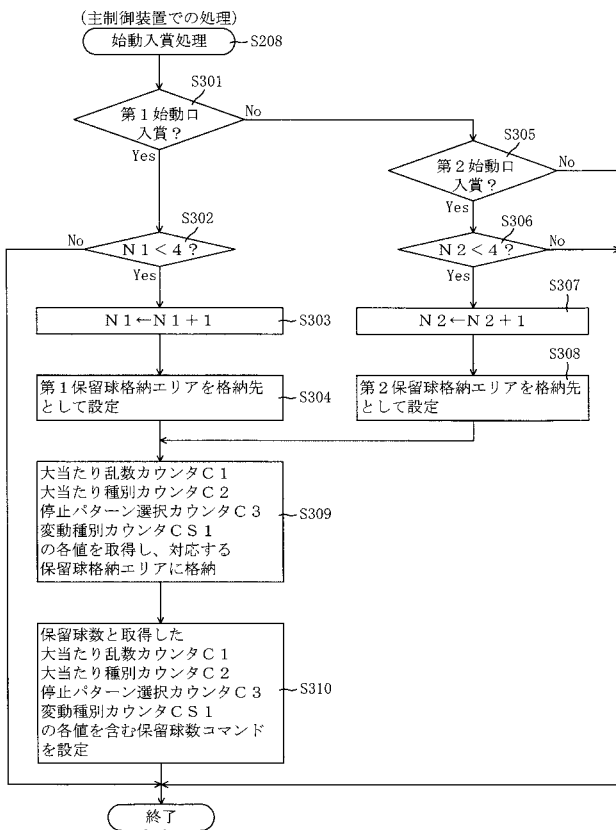 (主制御装置での処理)
始動入賞処理
S208
S301
第1始動口
入賞?
No
Yes
S305
第2始動口
入賞?
No
Yes
S302
No
N1<4?
Yes
S306
N2<4?
No
Yes
N1←N1+1
S303
S307
N2←N2+1
第1保留球格納エリアを格納先
として設定
S304
S308
第2保留球格納エリアを格納先
として設定
大当たり乱数カウンタC1
大当たり種別カウンタC2
停止パターン選択カウンタC3
変動種別カウンタCS1
の各値を取得し、対応する
保留球格納エリアに格納
S309
保留球数と取得した
大当たり乱数カウンタC1
大当たり種別カウンタC2
停止パターン選択カウンタC3
変動種別カウンタCS1
の各値を含む保留球数コマンド
を設定
S310
終了